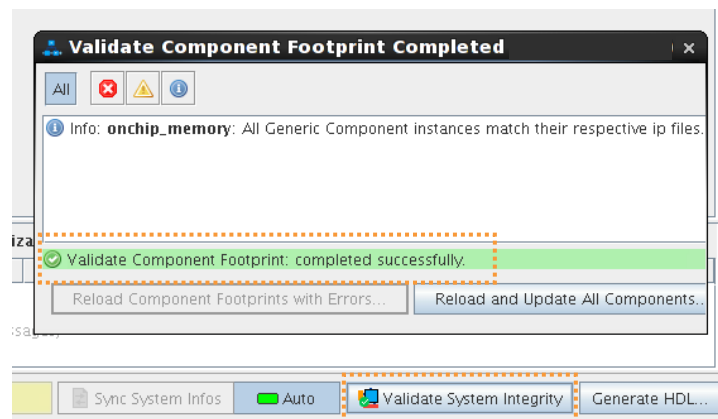 Validate Component Footprint Completed
All
Info: onchip_memory: All Generic Component instances match their respective ip files.
iza
Validate Component Footprint: completed successfully.
Reload Component Footprints with Errors...
Reload and Update All Components..
Sync System Infos
Auto
Validate System Integrity
Generate HDL...